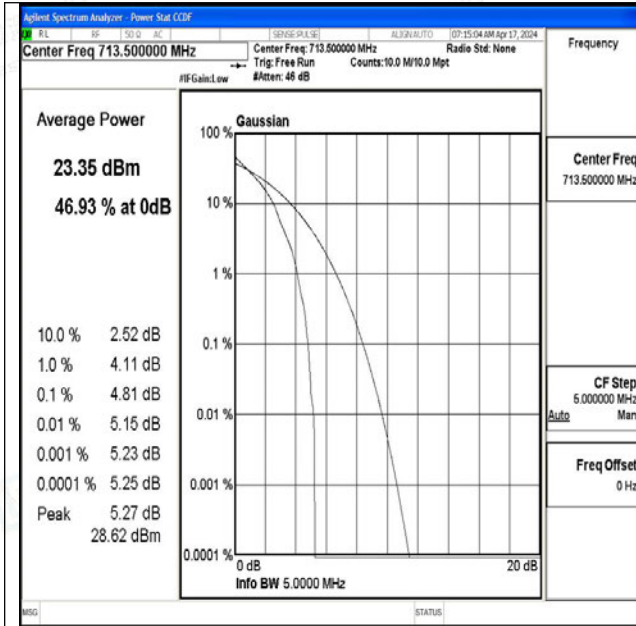 Agilent Spectrum Analyzer - Power Stat CCDF
RL RF 50 Ω AC SENSE:PULSE ALIGNAUTO 07:15:04 AM Apr 17, 2024
Center Freq 713.500000 MHz
Center Freq: 713.500000 MHz Radio Std: None
Trig: Free Run Counts:10.0 M/10.0 Mpt
#IFGain:Low #Atten: 46 dB
Frequency
Average Power
23.35 dBm
46.93 % at 0dB
10.0 % 2.52 dB
1.0 % 4.11 dB
0.1 % 4.81 dB
0.01 % 5.15 dB
0.001 % 5.23 dB
0.0001 % 5.25 dB
Peak 5.27 dB
28.62 dBm
Gaussian
100 %
10 %
1 %
0.1 %
0.01 %
0.001 %
0.0001 %
0 dB 20 dB
Info BW 5.0000 MHz
Center Freq
713.500000 MHz
CF Step
5.000000 MHz
Auto Man
Freq Offset
0 Hz
MSG STATUS